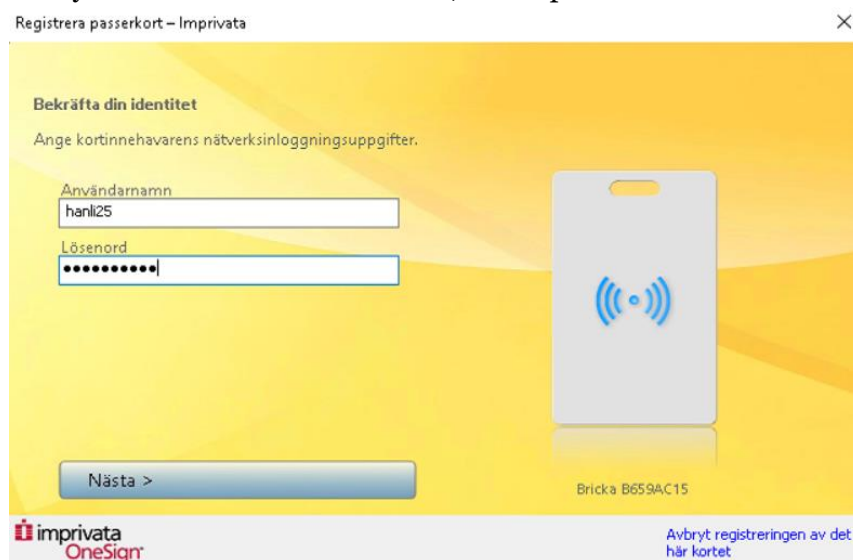 Registrera passerkort – Imprivata
Bekräfta din identitet
Ange kortinnehavarens nätverksinloggningsuppgifter.
Användarnamn
hanli25
Lösenord
••••••••••
Nästa >
Bricka B659AC15
imprivata
OneSign
Avbryt registreringen av det
här kortet